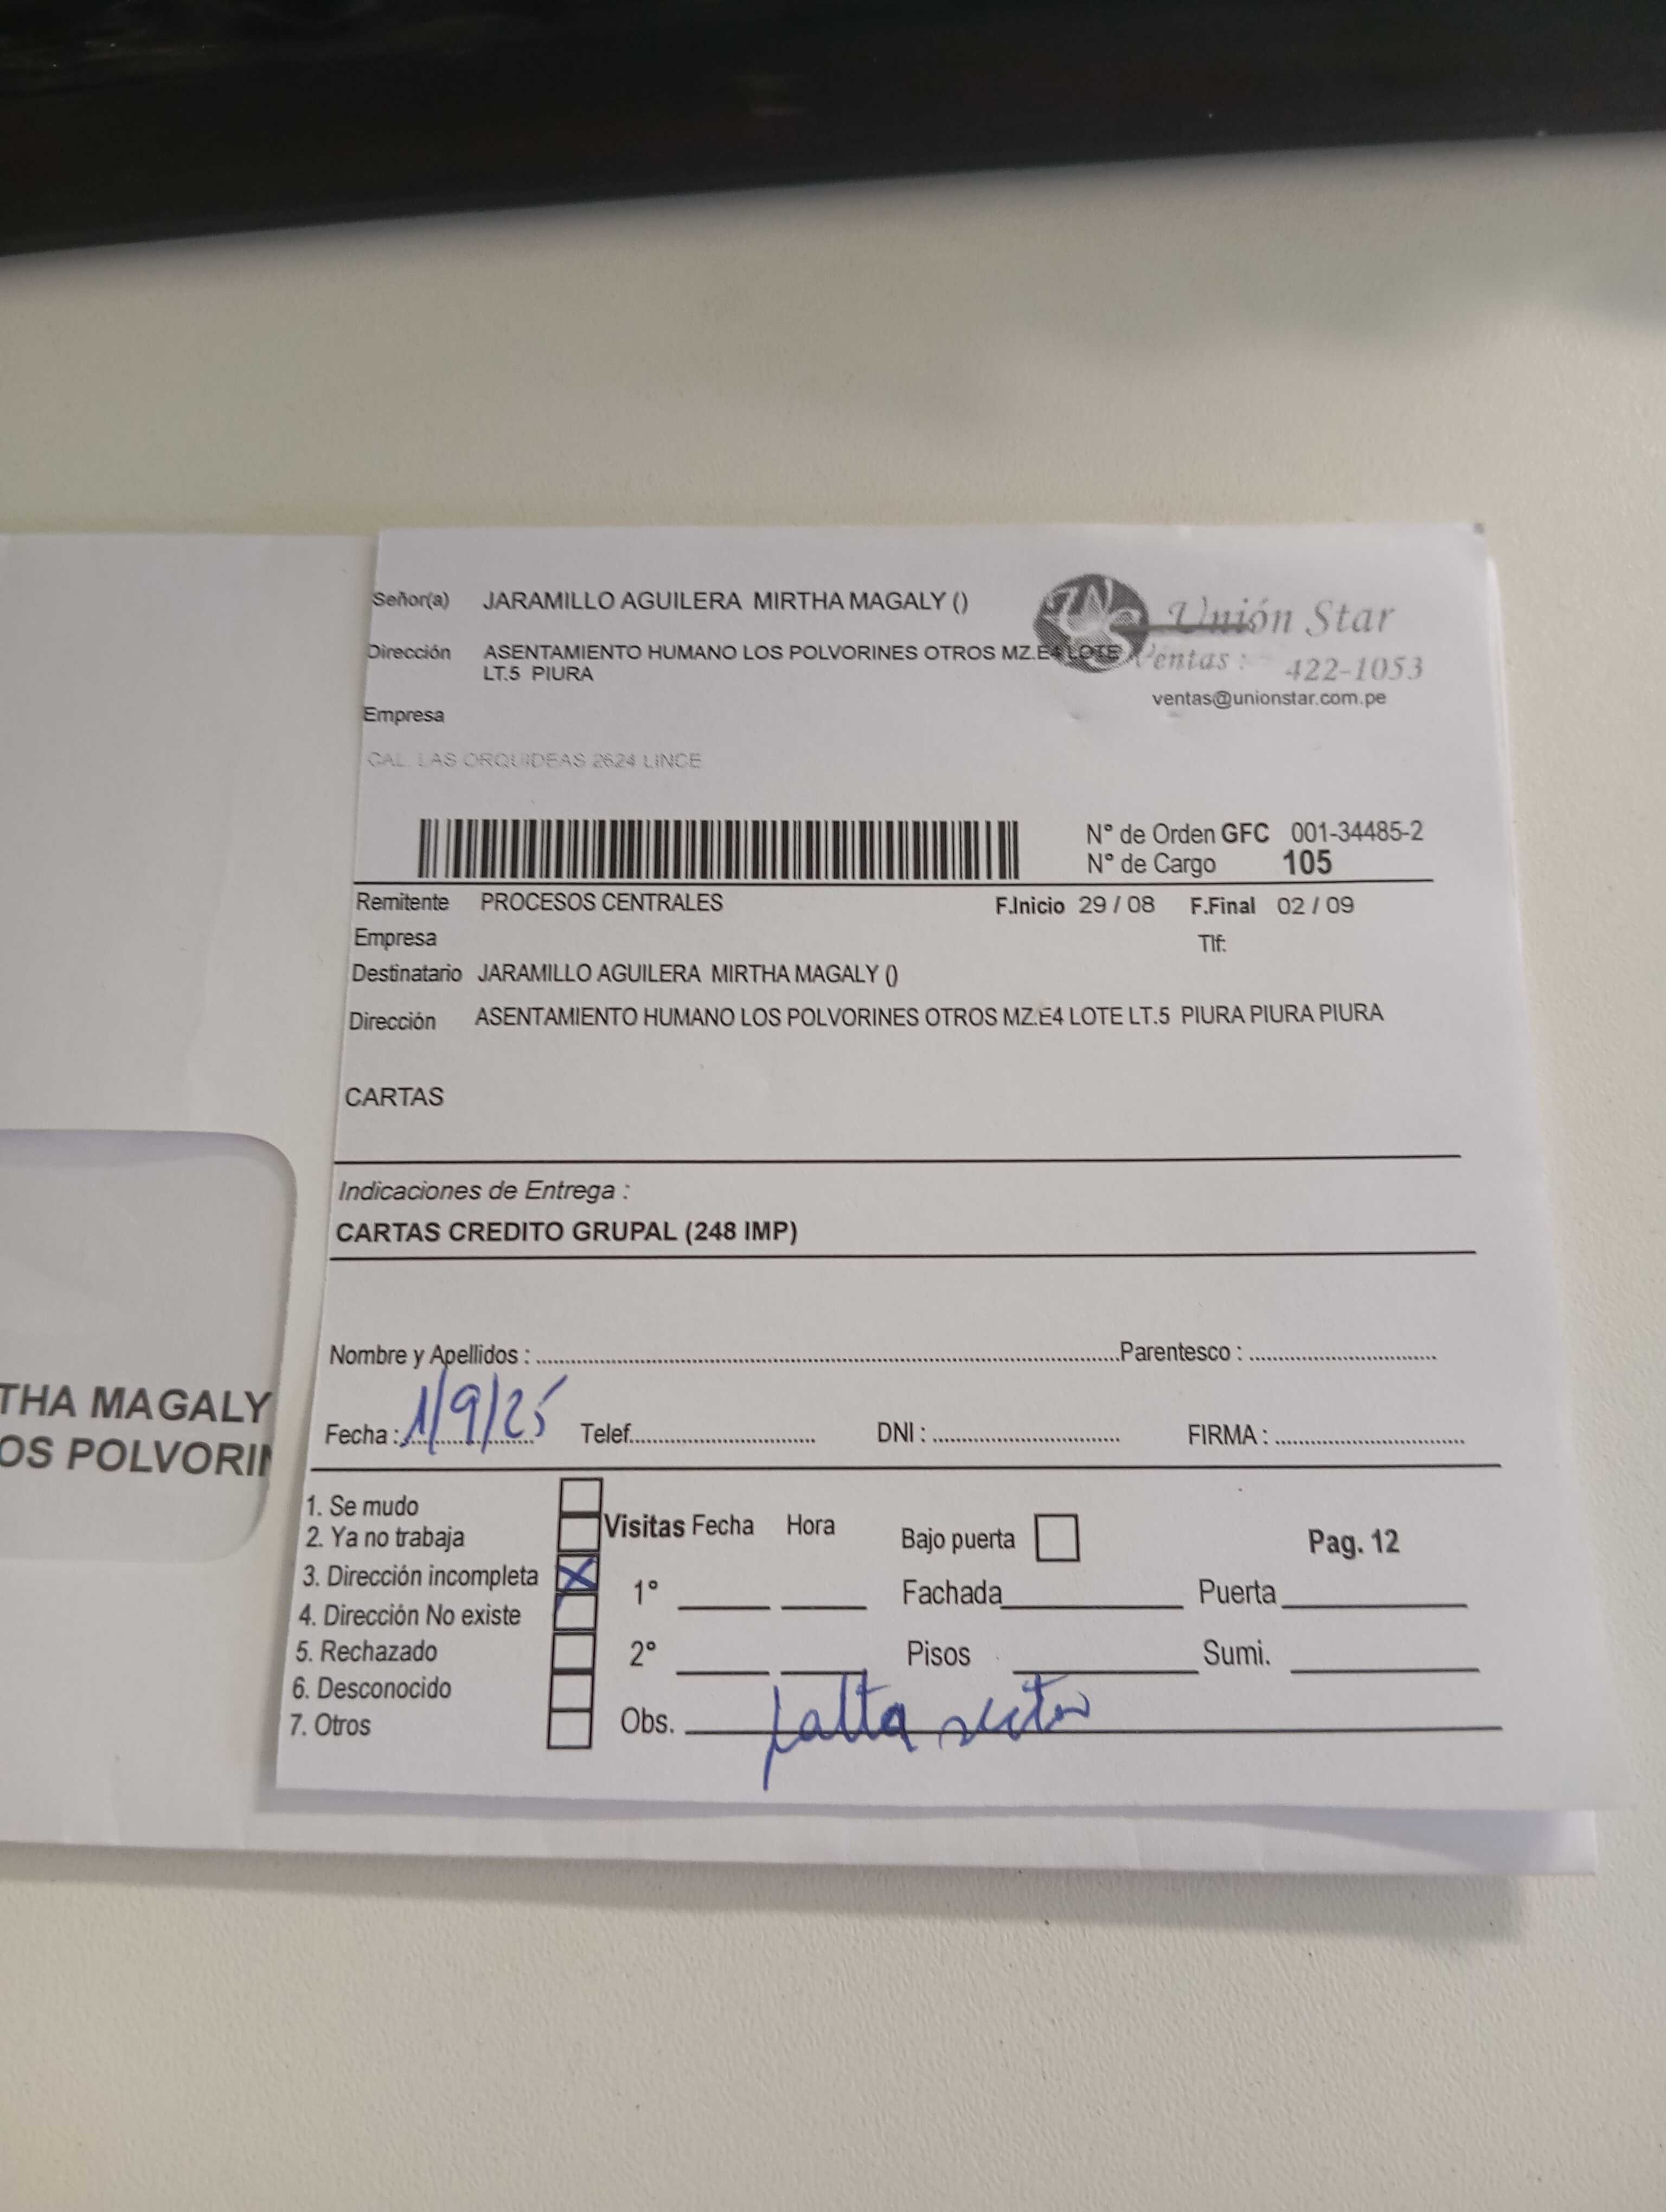 Señor(a) JARAMILLO AGUILERA MIRTHA MAGALY ()
Unión Star
Dirección ASENTAMIENTO HUMANO LOS POLVORINES OTROS MZ.E4 LOTE
LT.5 PIURA
Ventas : 422-1053
ventas@unionstar.com.pe
Empresa
CAL. LAS ORQUIDEAS 2624 LINCE
N° de Orden GFC 001-34485-2
N° de Cargo 105
Remitente PROCESOS CENTRALES F.Inicio 29 / 08 F.Final 02 / 09
Empresa Tlf:
Destinatario JARAMILLO AGUILERA MIRTHA MAGALY ()
Dirección ASENTAMIENTO HUMANO LOS POLVORINES OTROS MZ.E4 LOTE LT.5 PIURA PIURA PIURA
CARTAS
Indicaciones de Entrega :
CARTAS CREDITO GRUPAL (248 IMP)
Nombre y Apellidos : Parentesco :
Fecha : 1/9/25 Telef. DNI : FIRMA :
1. Se mudo
2. Ya no trabaja
3. Dirección incompleta X
4. Dirección No existe
5. Rechazado
6. Desconocido
7. Otros
Visitas Fecha Hora Bajo puerta Pag. 12
1° Fachada Puerta
2° Pisos Sumi.
Obs. falta sector
THA MAGALY
OS POLVORIN